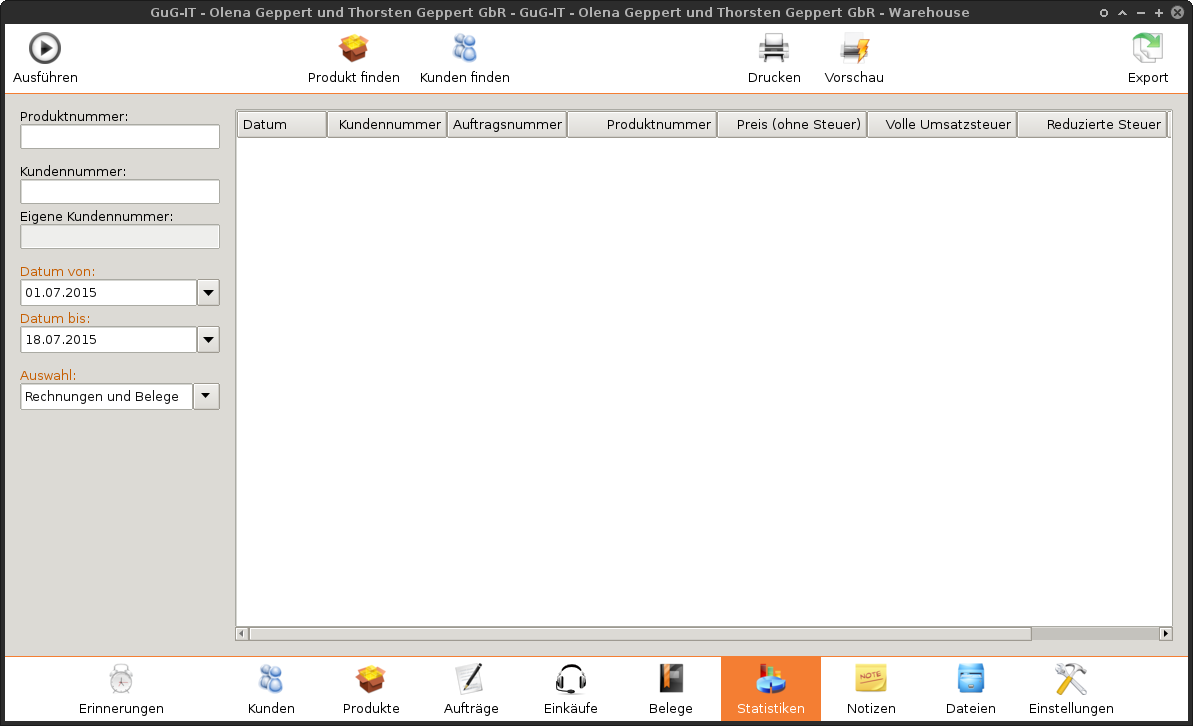 GuG-IT - Olena Geppert und Thorsten Geppert GbR - GuG-IT - Olena Geppert und Thorsten Geppert GbR - Warehouse
Ausführen Produkt finden Kunden finden Drucken Vorschau Export
Produktnummer:
Kundennummer:
Eigene Kundennummer:
Datum von:
01.07.2015
Datum bis:
18.07.2015
Auswahl:
Rechnungen und Belege
Datum Kundennummer Auftragsnummer Produktnummer Preis (ohne Steuer) Volle Umsatzsteuer Reduzierte Steuer
NOTE
Erinnerungen Kunden Produkte Aufträge Einkäufe Belege Statistiken Notizen Dateien Einstellungen